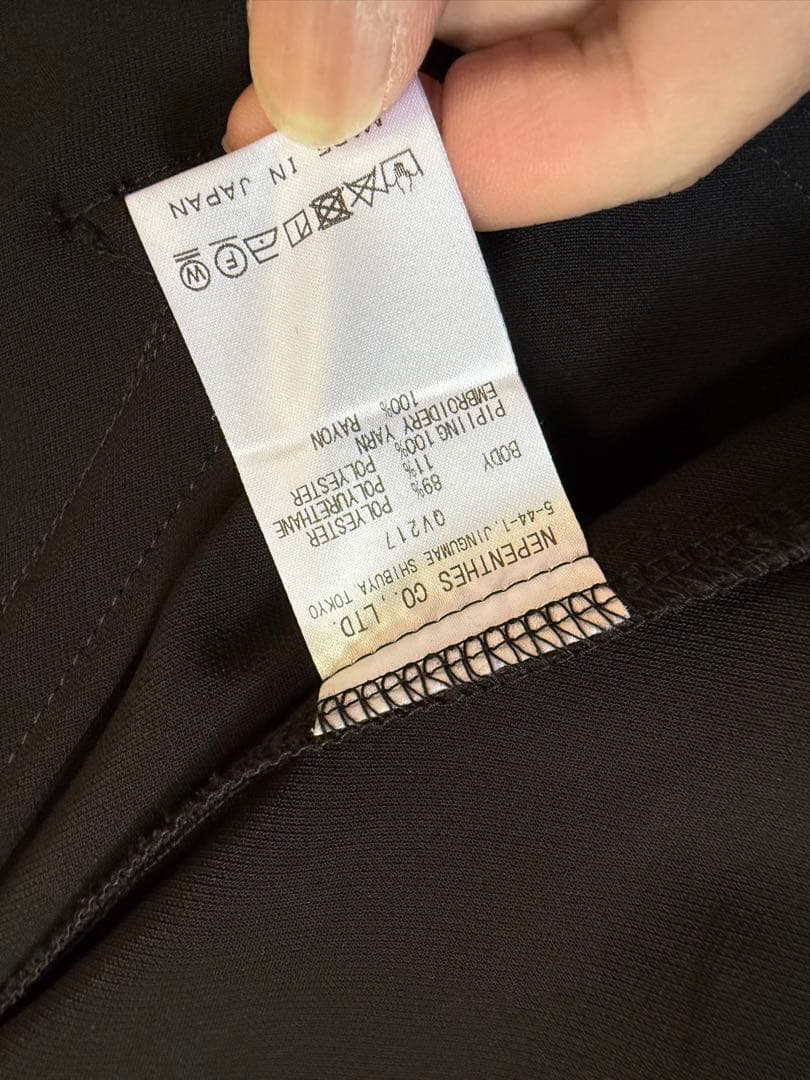 NEPENTHES CO., LTD.
5-44-1, JINGUMAE SHIBUYA TOKYO
QV217
BODY 89% POLYESTER
11% POLYURETHANE
PIPIING 100% POLYESTER
EMBROIDERY YARN
100% RAYON
F W
MADE IN JAPAN